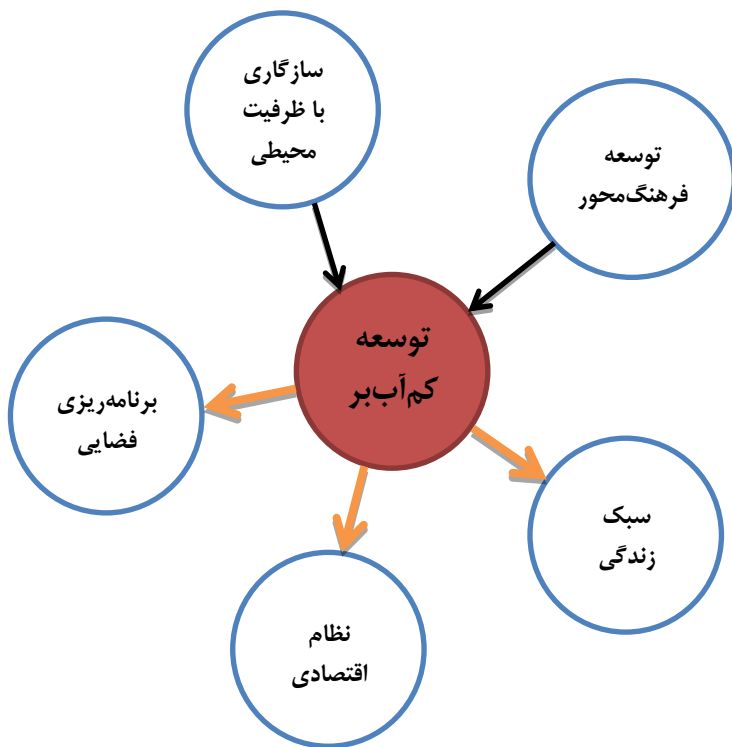 سازگاری
با ظرفیت
محیطی
توسعه
فرهنگ‌محور
توسعه
کم‌آب‌بر
برنامه‌ریزی
فضایی
سبک
زندگی
نظام
اقتصادی